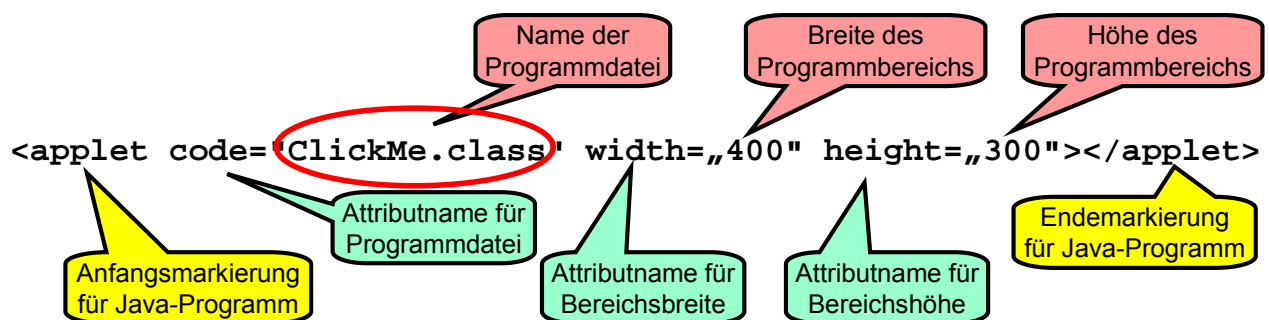 Name der
Programmdatei
Breite des
Programmbereichs
Höhe des
Programmbereichs
<applet code="ClickMe.class" width=„400" height=„300"></applet>
Attributname für
Programmdatei
Endemarkierung
für Java-Programm
Anfangsmarkierung
für Java-Programm
Attributname für
Bereichsbreite
Attributname für
Bereichshöhe